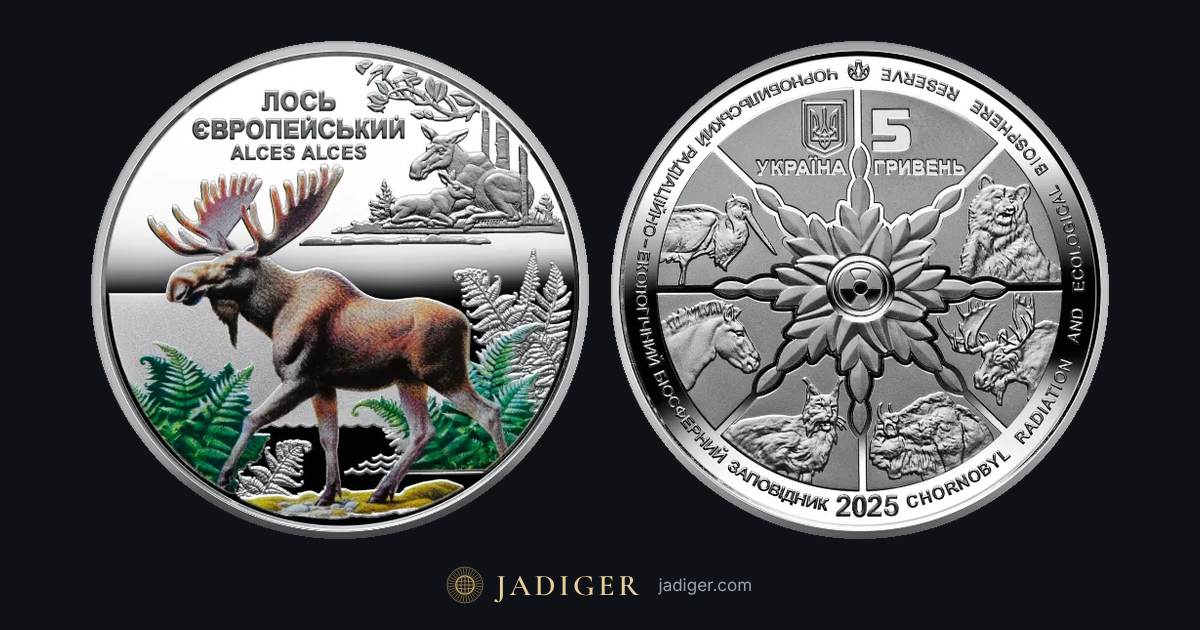 ЛОСЬ
ЄВРОПЕЙСЬКИЙ
ALCES ALCES
5
УКРАЇНА ГРИВЕНЬ
ЧОРНОБИЛЬСЬКИЙ РАДІАЦІЙНО-ЕКОЛОГІЧНИЙ БІОСФЕРНИЙ ЗАПОВІДНИК 2025 CHORNOBYL RADIATION AND ECOLOGICAL BIOSPHERE RESERVE
JADIGER jadiger.com